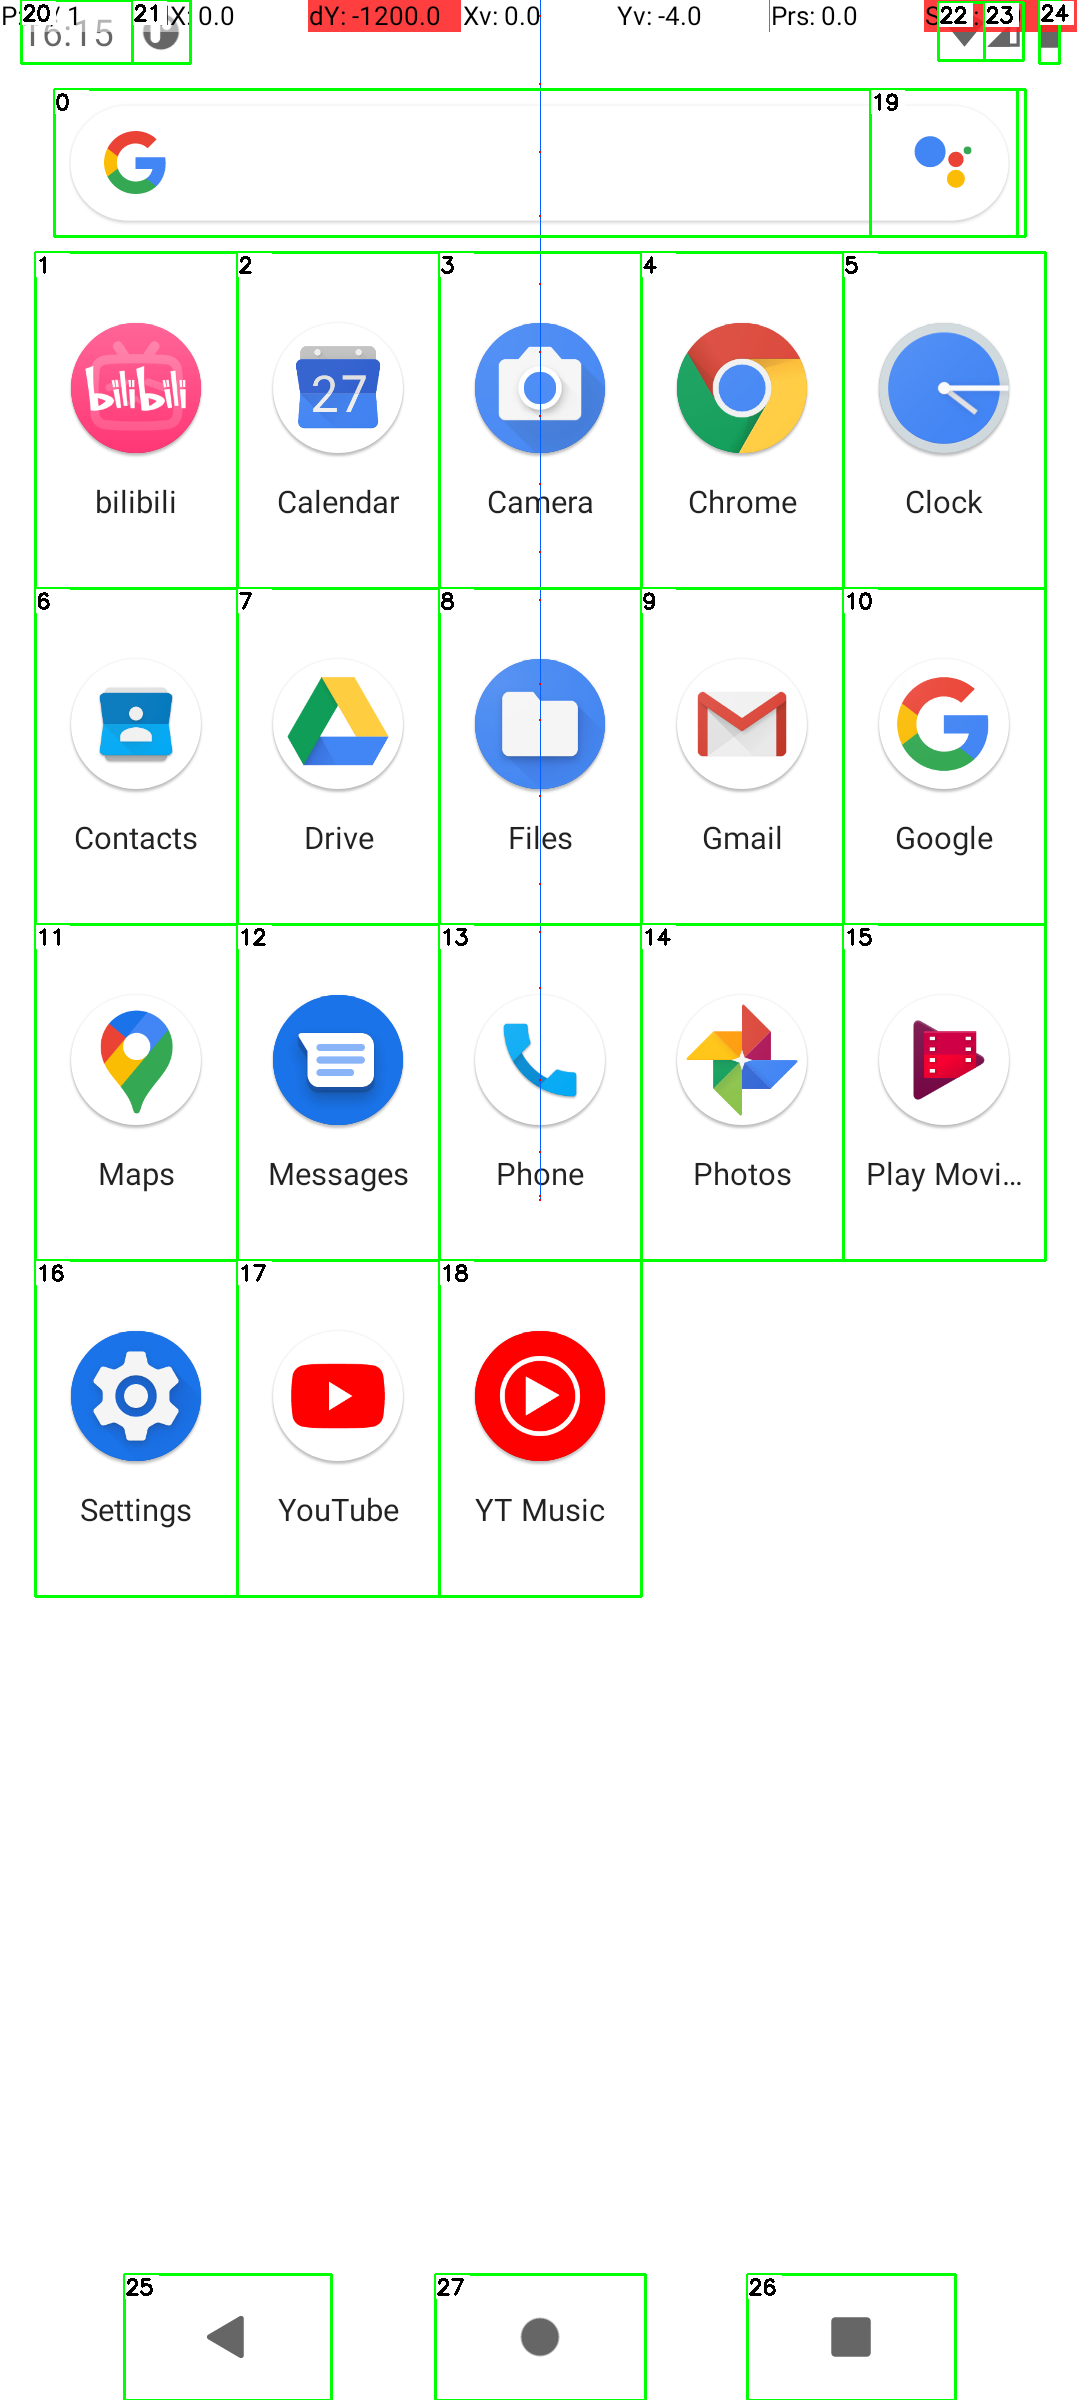 / 1 X: 0.0 dY: -1200.0 Xv: 0.0 Yv: -4.0 Prs: 0.0
20 21 22 23 24
16:15
0 19
1 2 3 4 5
bilibili 27
bilibili Calendar Camera Chrome Clock
6 7 8 9 10
Contacts Drive Files Gmail Google
11 12 13 14 15
Maps Messages Phone Photos Play Movi...
16 17 18
Settings YouTube YT Music
25 27 26